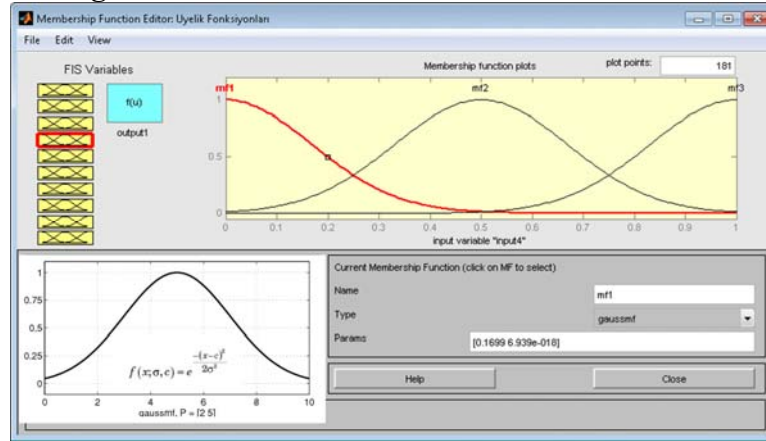 Membership Function Editor: Uyelik Fonksiyonları
File Edit View
FIS Variables
f(u)
output1
Membership function plots
plot points:
181
mf1
mf2
mf3
1
0.5
0
0 0.1 0.2 0.3 0.4 0.5 0.6 0.7 0.8 0.9 1
input variable "input4"
1
0.75
0.5
0.25
0
f(x;σ,c)=e^(-(x-c)²/2σ²)
0 2 4 6 8 10
gaussmf, P = [2 5]
Current Membership Function (click on MF to select)
Name
mf1
Type
gaussmf
Params
[0.1699 6.939e-018]
Help
Close